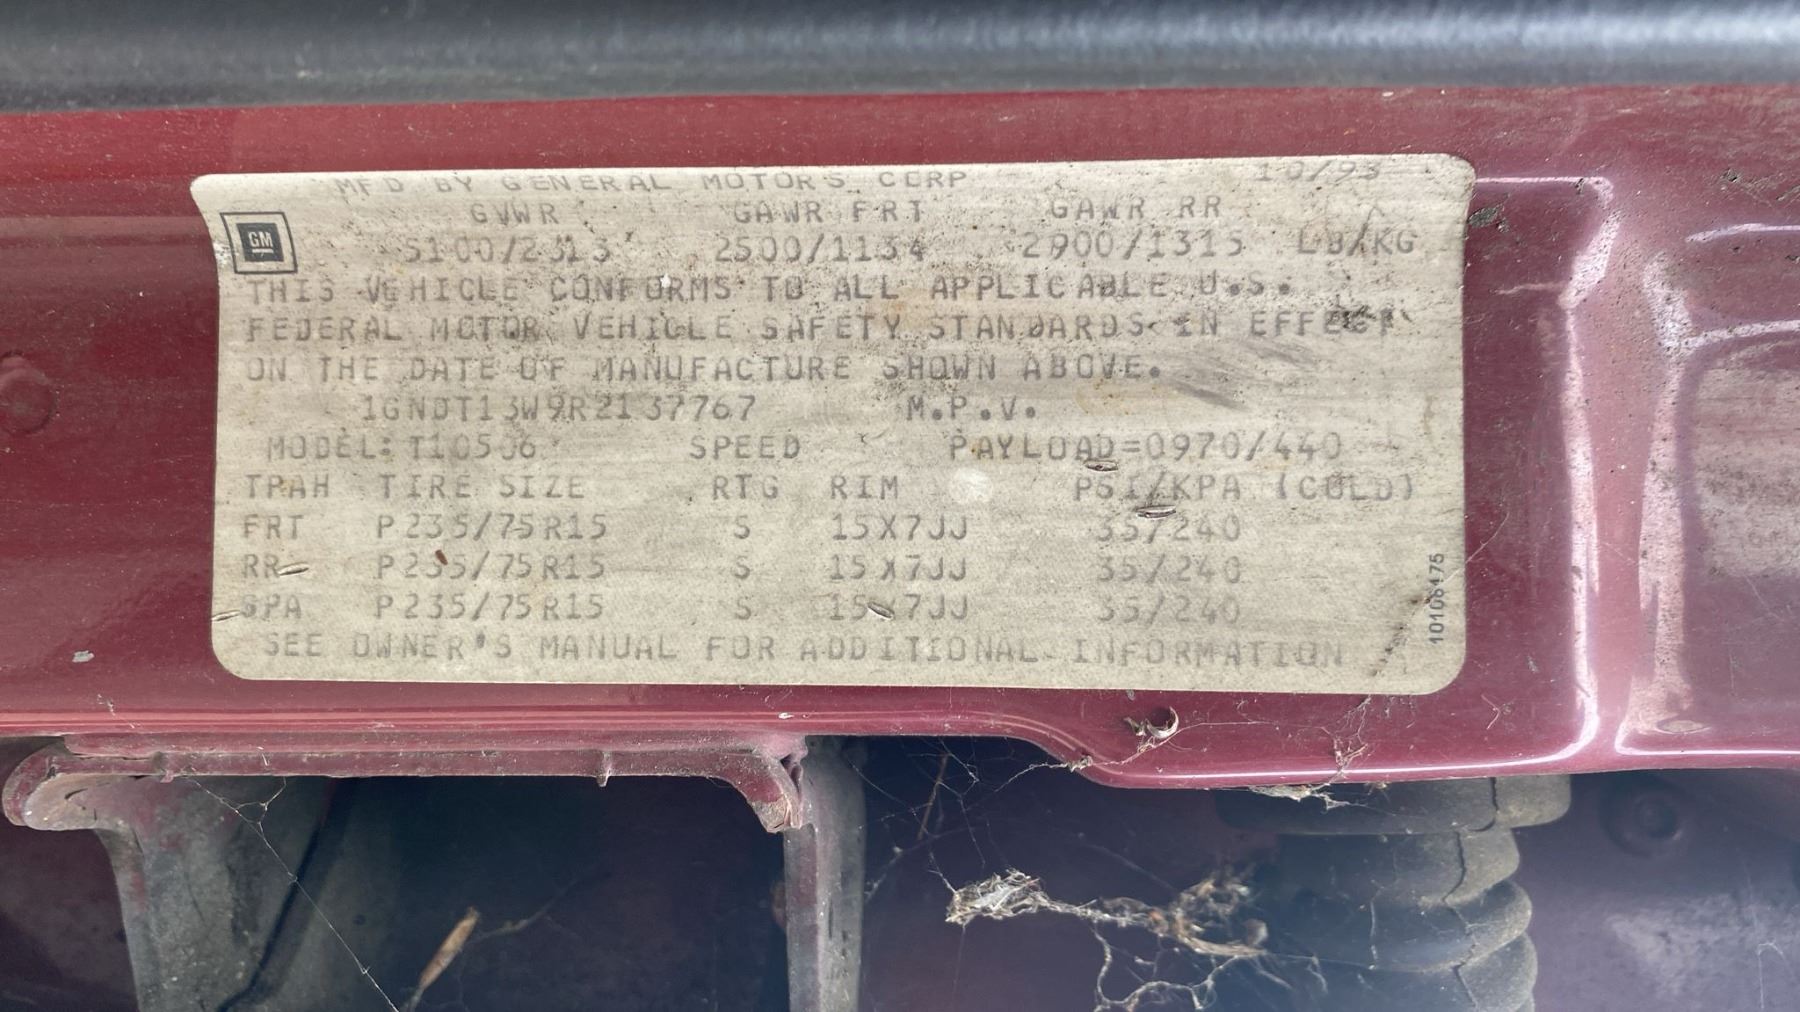 MFD BY GENERAL MOTORS CORP 10/93
GVWR GAWR FRT GAWR RR
GM
5100/2313 2500/1134 2900/1315 LB/KG
THIS VEHICLE CONFORMS TO ALL APPLICABLE U.S.
FEDERAL MOTOR VEHICLE SAFETY STANDARDS IN EFFECT
ON THE DATE OF MANUFACTURE SHOWN ABOVE.
1GNDT13W9R2137767 M.P.V.
MODEL: T10506 SPEED PAYLOAD=0970/440
TPAH TIRE SIZE RTG RIM PSI/KPA (COLD)
FRT P235/75R15 S 15X7JJ 35/240
RR P235/75R15 S 15X7JJ 35/240
SPA P235/75R15 S 15X7JJ 35/240
SEE OWNER'S MANUAL FOR ADDITIONAL INFORMATION
10106475